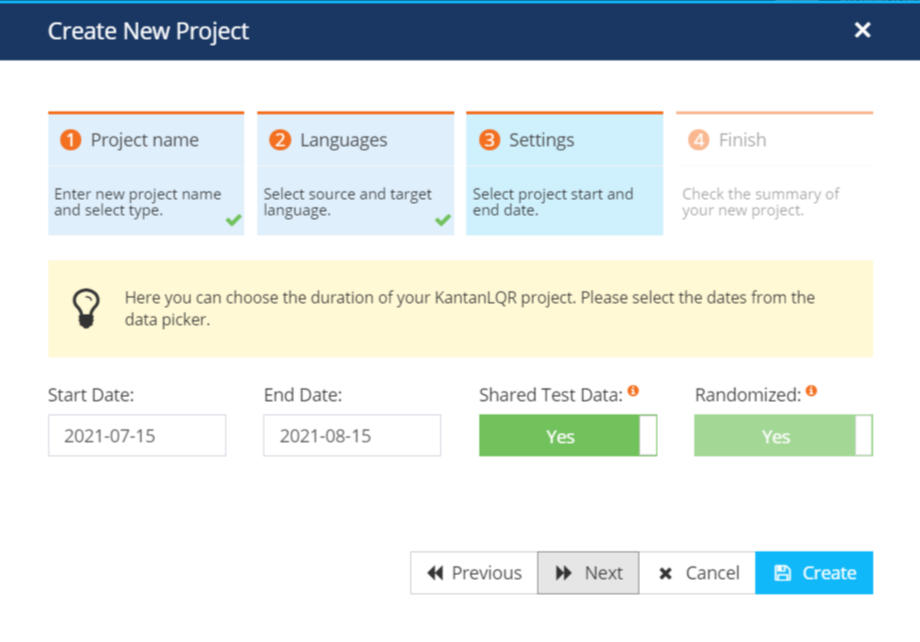 Create New Project
1 Project name
Enter new project name
and select type.
2 Languages
Select source and target
language.
3 Settings
Select project start and
end date.
4 Finish
Check the summary of
your new project.
Here you can choose the duration of your KantanLQR project. Please select the dates from the
data picker.
Start Date:
2021-07-15
End Date:
2021-08-15
Shared Test Data:
Yes
Randomized:
Yes
Previous
Next
Cancel
Create